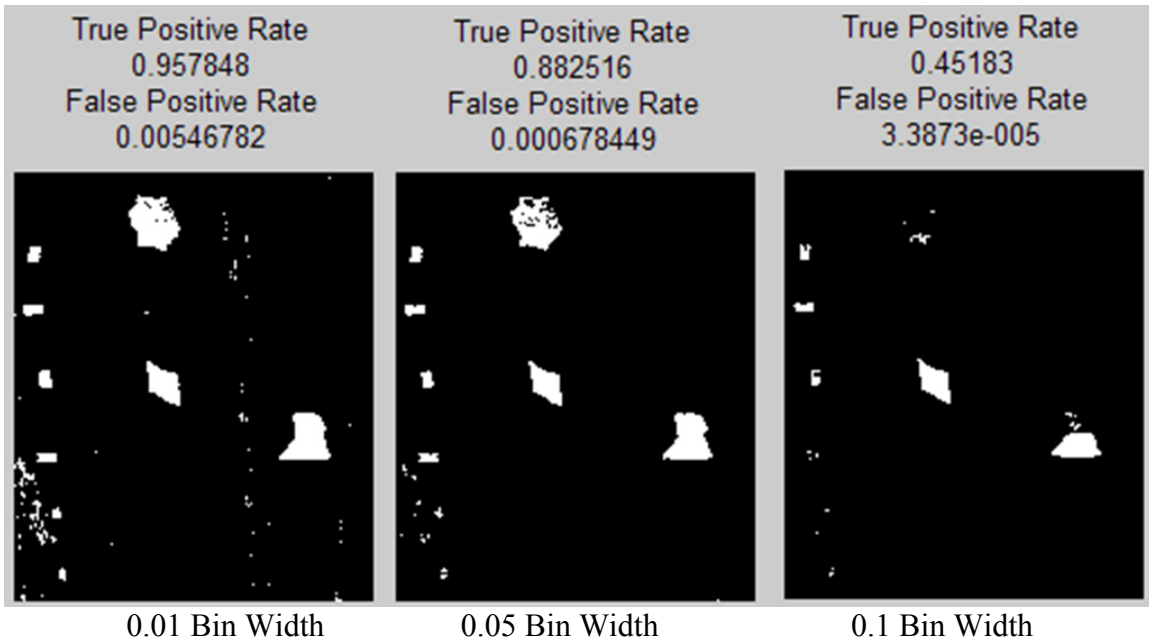 True Positive Rate
0.957848
False Positive Rate
0.00546782
True Positive Rate
0.882516
False Positive Rate
0.000678449
True Positive Rate
0.45183
False Positive Rate
3.3873e-005
0.01 Bin Width
0.05 Bin Width
0.1 Bin Width